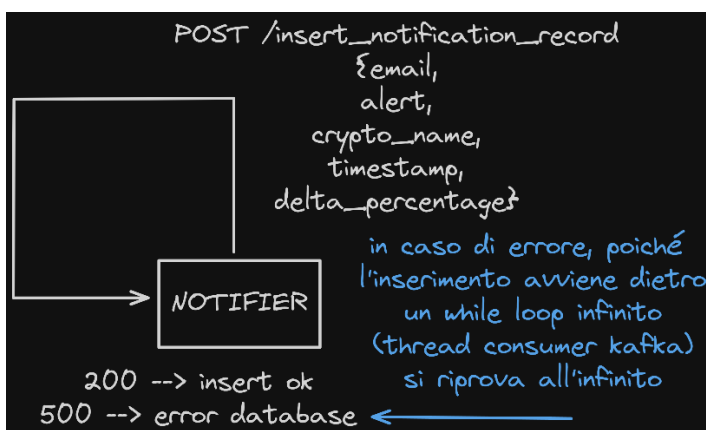 POST /insert_notification_record
{email,
alert,
crypto_name,
timestamp,
delta_percentage}
in caso di errore, poiché
l'inserimento avviene dietro
un while loop infinito
(thread consumer kafka)
si riprova all'infinito
NOTIFIER
200 --> insert ok
500 --> error database